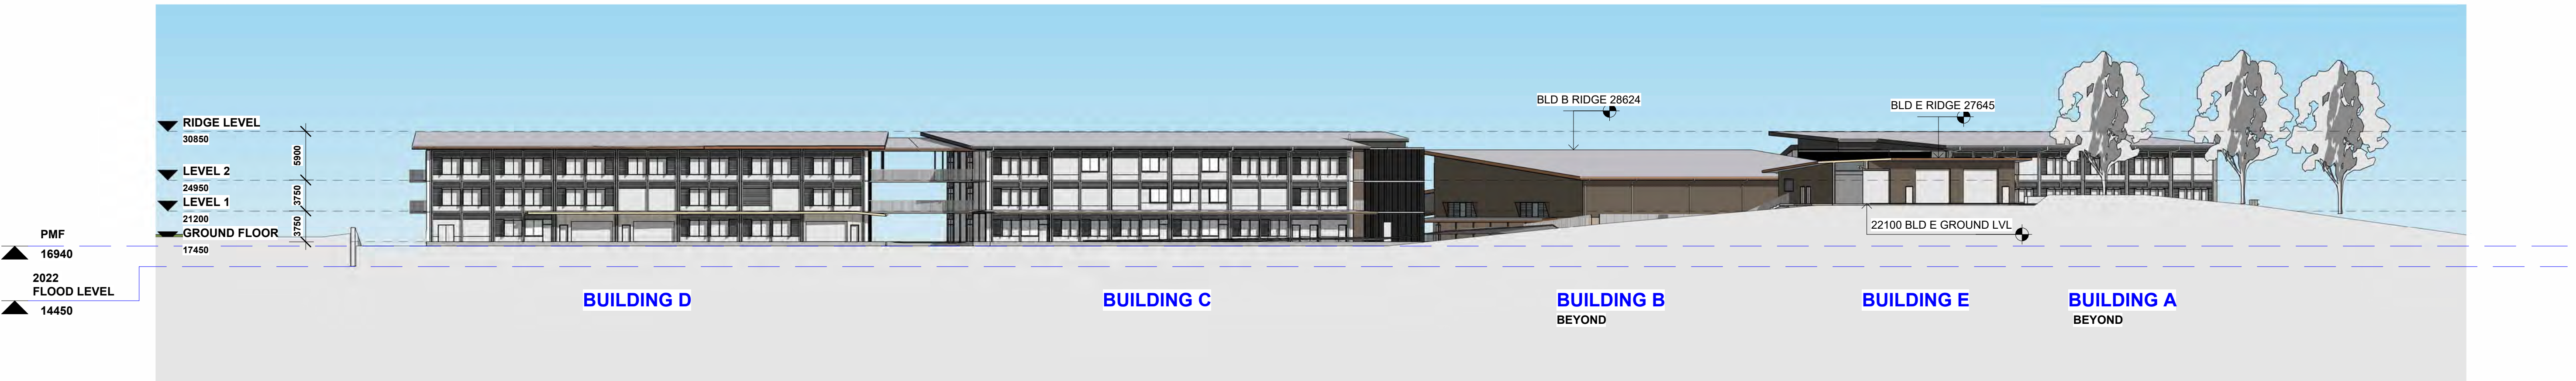 BLD B RIDGE 28624
BLD E RIDGE 27645
RIDGE LEVEL
30850
5900
LEVEL 2
24950
3750
LEVEL 1
21200
3750
GROUND FLOOR
17450
PMF
16940
2022
FLOOD LEVEL
14450
22100 BLD E GROUND LVL
BUILDING D
BUILDING C
BUILDING B
BEYOND
BUILDING E
BUILDING A
BEYOND